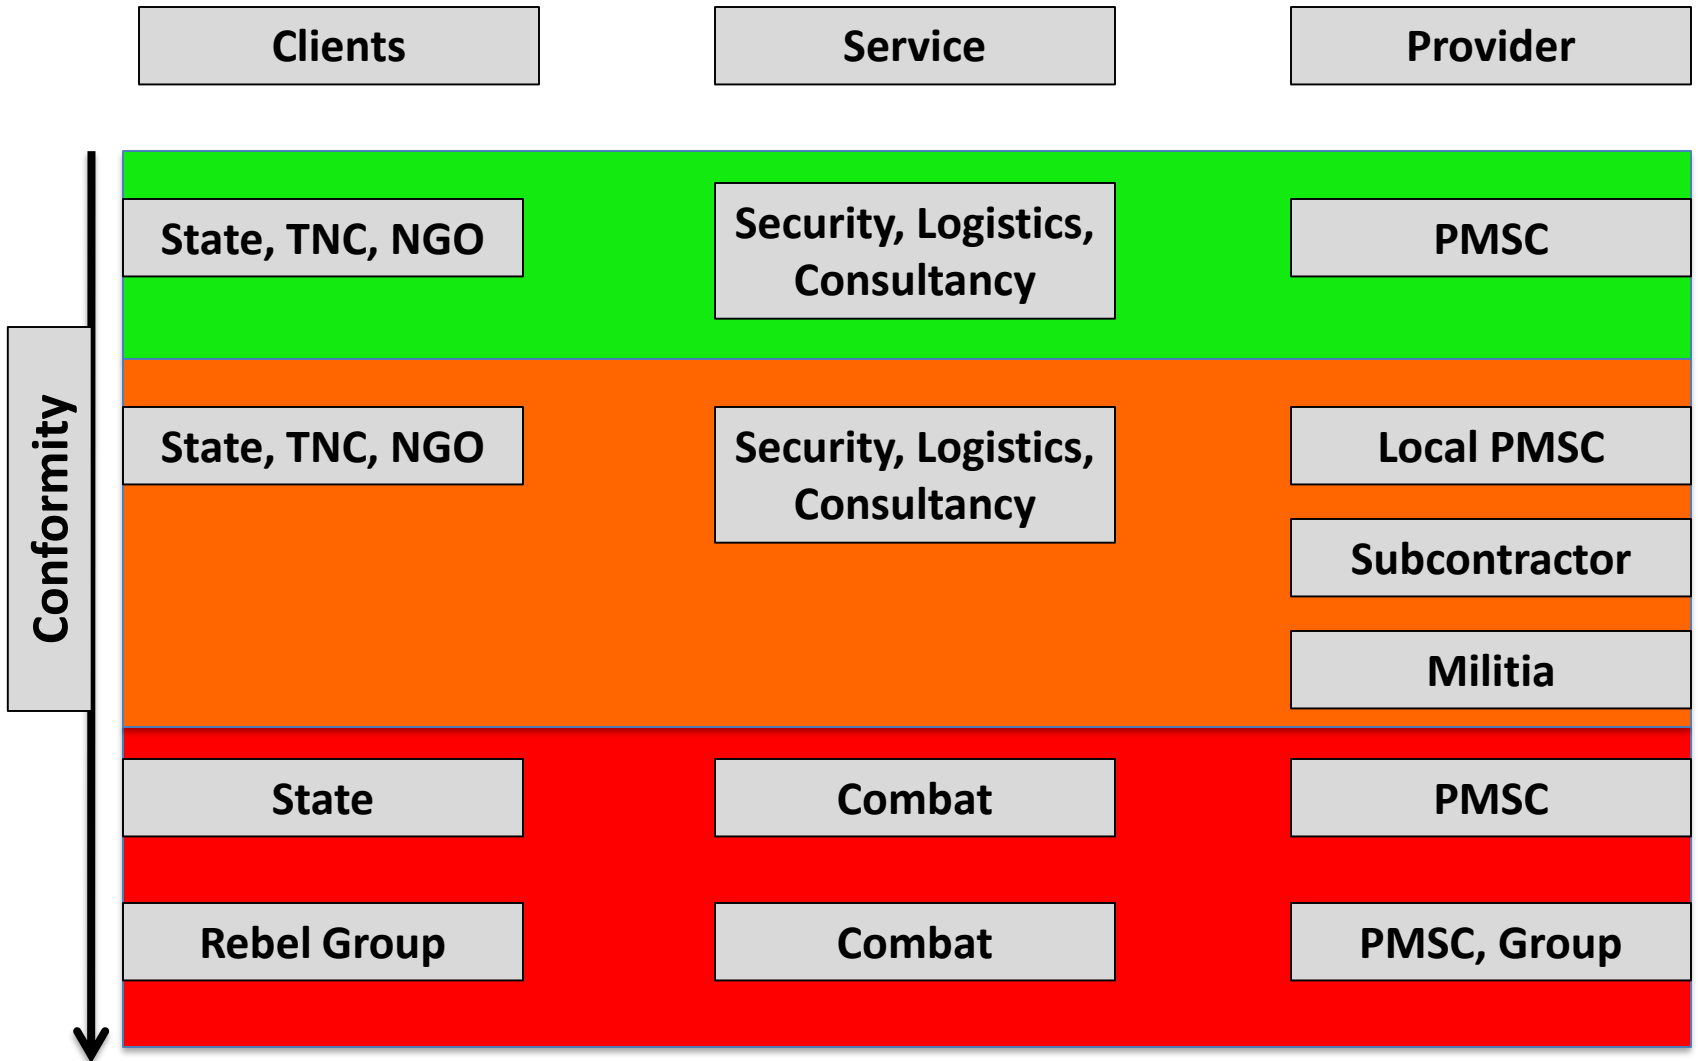 Clients
Service
Provider
Conformity
State, TNC, NGO
Security, Logistics,
Consultancy
PMSC
State, TNC, NGO
Security, Logistics,
Consultancy
Local PMSC
Subcontractor
Militia
State
Combat
PMSC
Rebel Group
Combat
PMSC, Group